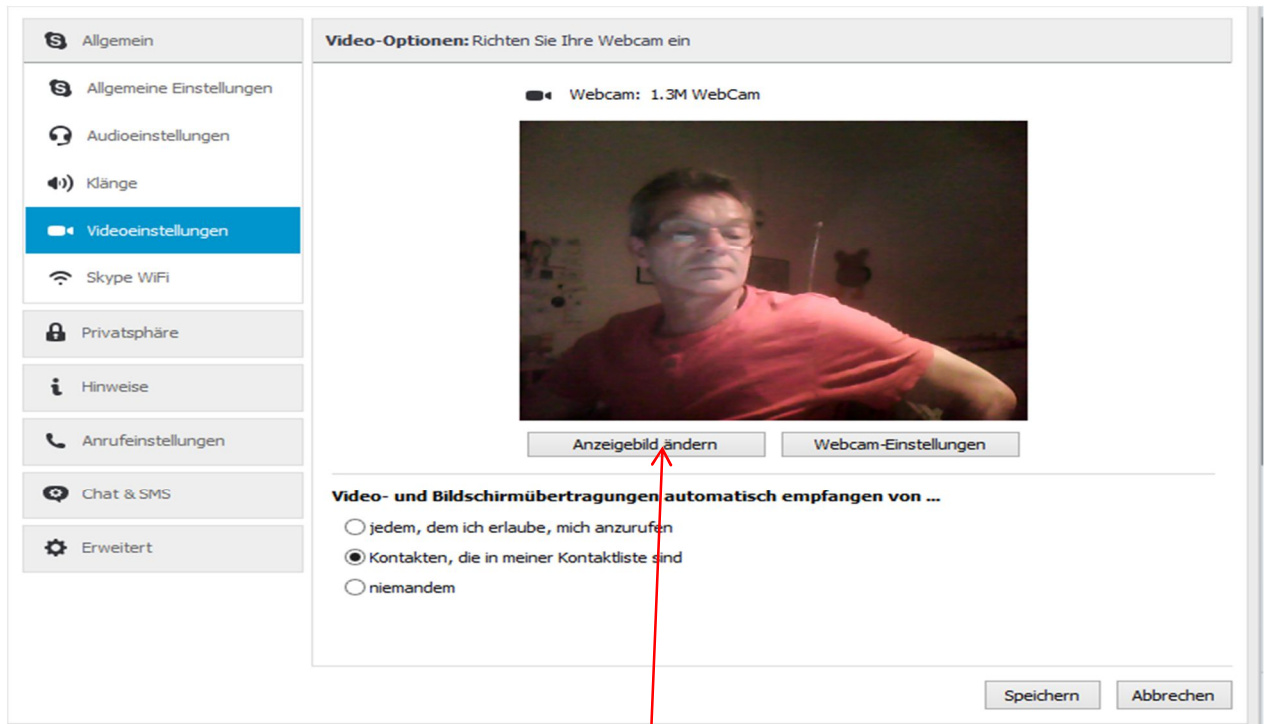 Allgemein
Allgemeine Einstellungen
Audioeinstellungen
Klänge
Videoeinstellungen
Skype WiFi
Privatsphäre
Hinweise
Anrufeinstellungen
Chat & SMS
Erweitert
Video-Optionen: Richten Sie Ihre Webcam ein
Webcam: 1.3M WebCam
Anzeigebild ändern
Webcam-Einstellungen
Video- und Bildschirmübertragungen automatisch empfangen von ...
jedem, dem ich erlaube, mich anzurufen
Kontakten, die in meiner Kontaktliste sind
niemandem
Speichern
Abbrechen